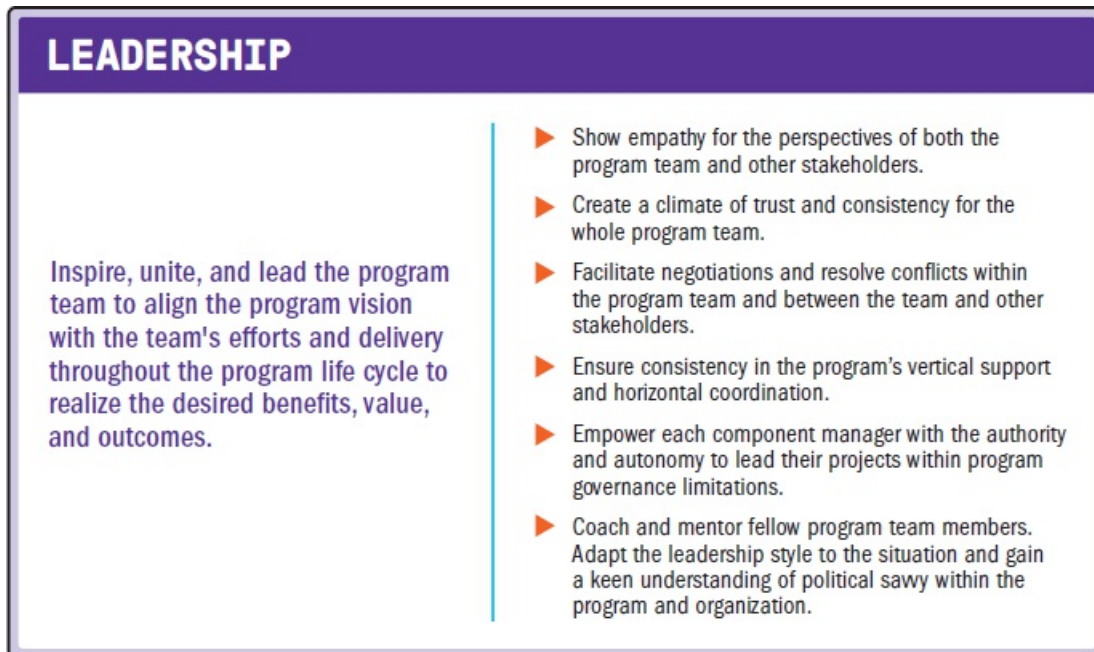 LEADERSHIP
Inspire, unite, and lead the program
team to align the program vision
with the team's efforts and delivery
throughout the program life cycle to
realize the desired benefits, value,
and outcomes.
Show empathy for the perspectives of both the
program team and other stakeholders.
Create a climate of trust and consistency for the
whole program team.
Facilitate negotiations and resolve conflicts within
the program team and between the team and other
stakeholders.
Ensure consistency in the program’s vertical support
and horizontal coordination.
Empower each component manager with the authority
and autonomy to lead their projects within program
governance limitations.
Coach and mentor fellow program team members.
Adapt the leadership style to the situation and gain
a keen understanding of political savvy within the
program and organization.